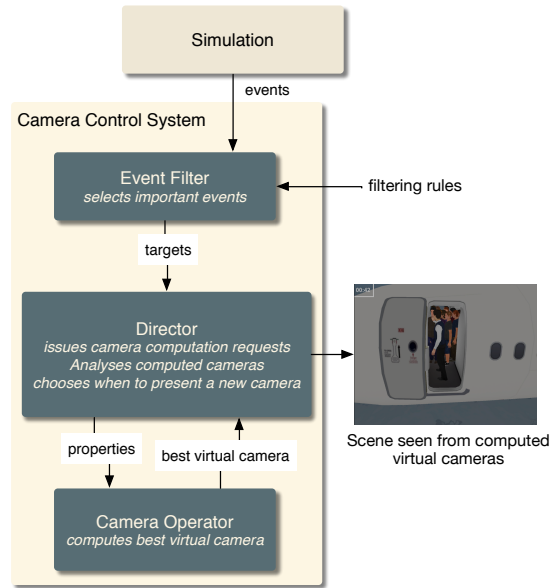 Simulation
events
Camera Control System
Event Filter
selects important events
filtering rules
targets
Director
issues camera computation requests
Analyses computed cameras
chooses when to present a new camera
00:42
Scene seen from computed
virtual cameras
properties
best virtual camera
Camera Operator
computes best virtual camera